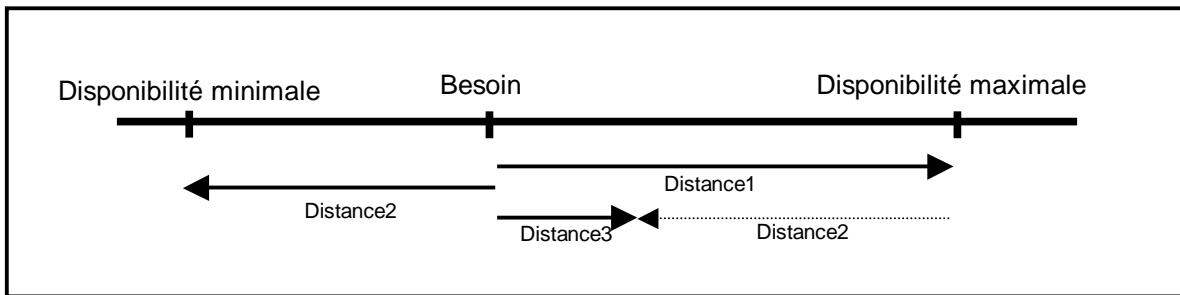 Disponibilité minimale
Besoin
Disponibilité maximale
Distance1
Distance2
Distance3
Distance2